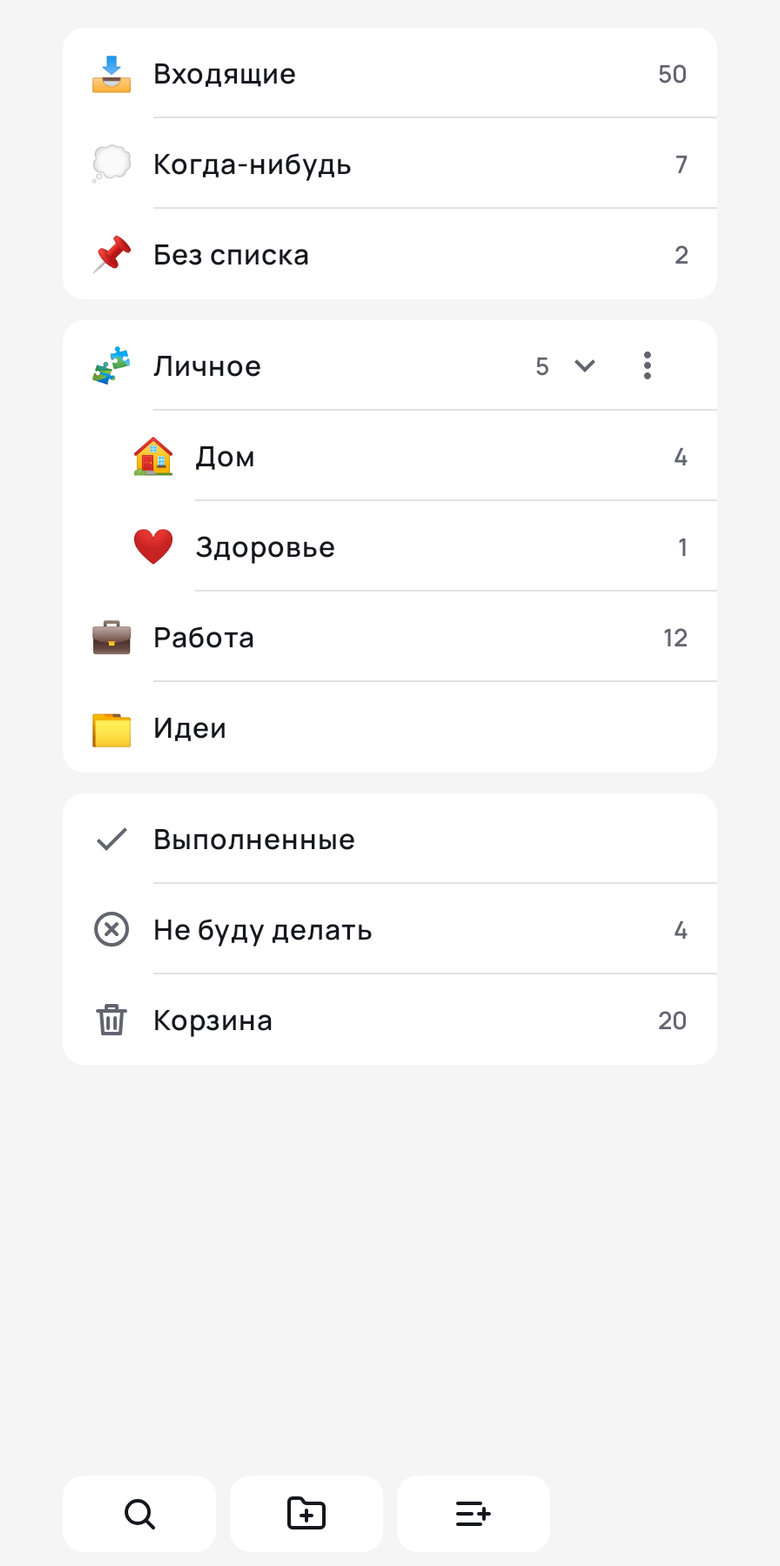 Входящие 50
Когда-нибудь 7
Без списка 2
Личное 5
Дом 4
Здоровье 1
Работа 12
Идеи
Выполненные
Не буду делать 4
Корзина 20